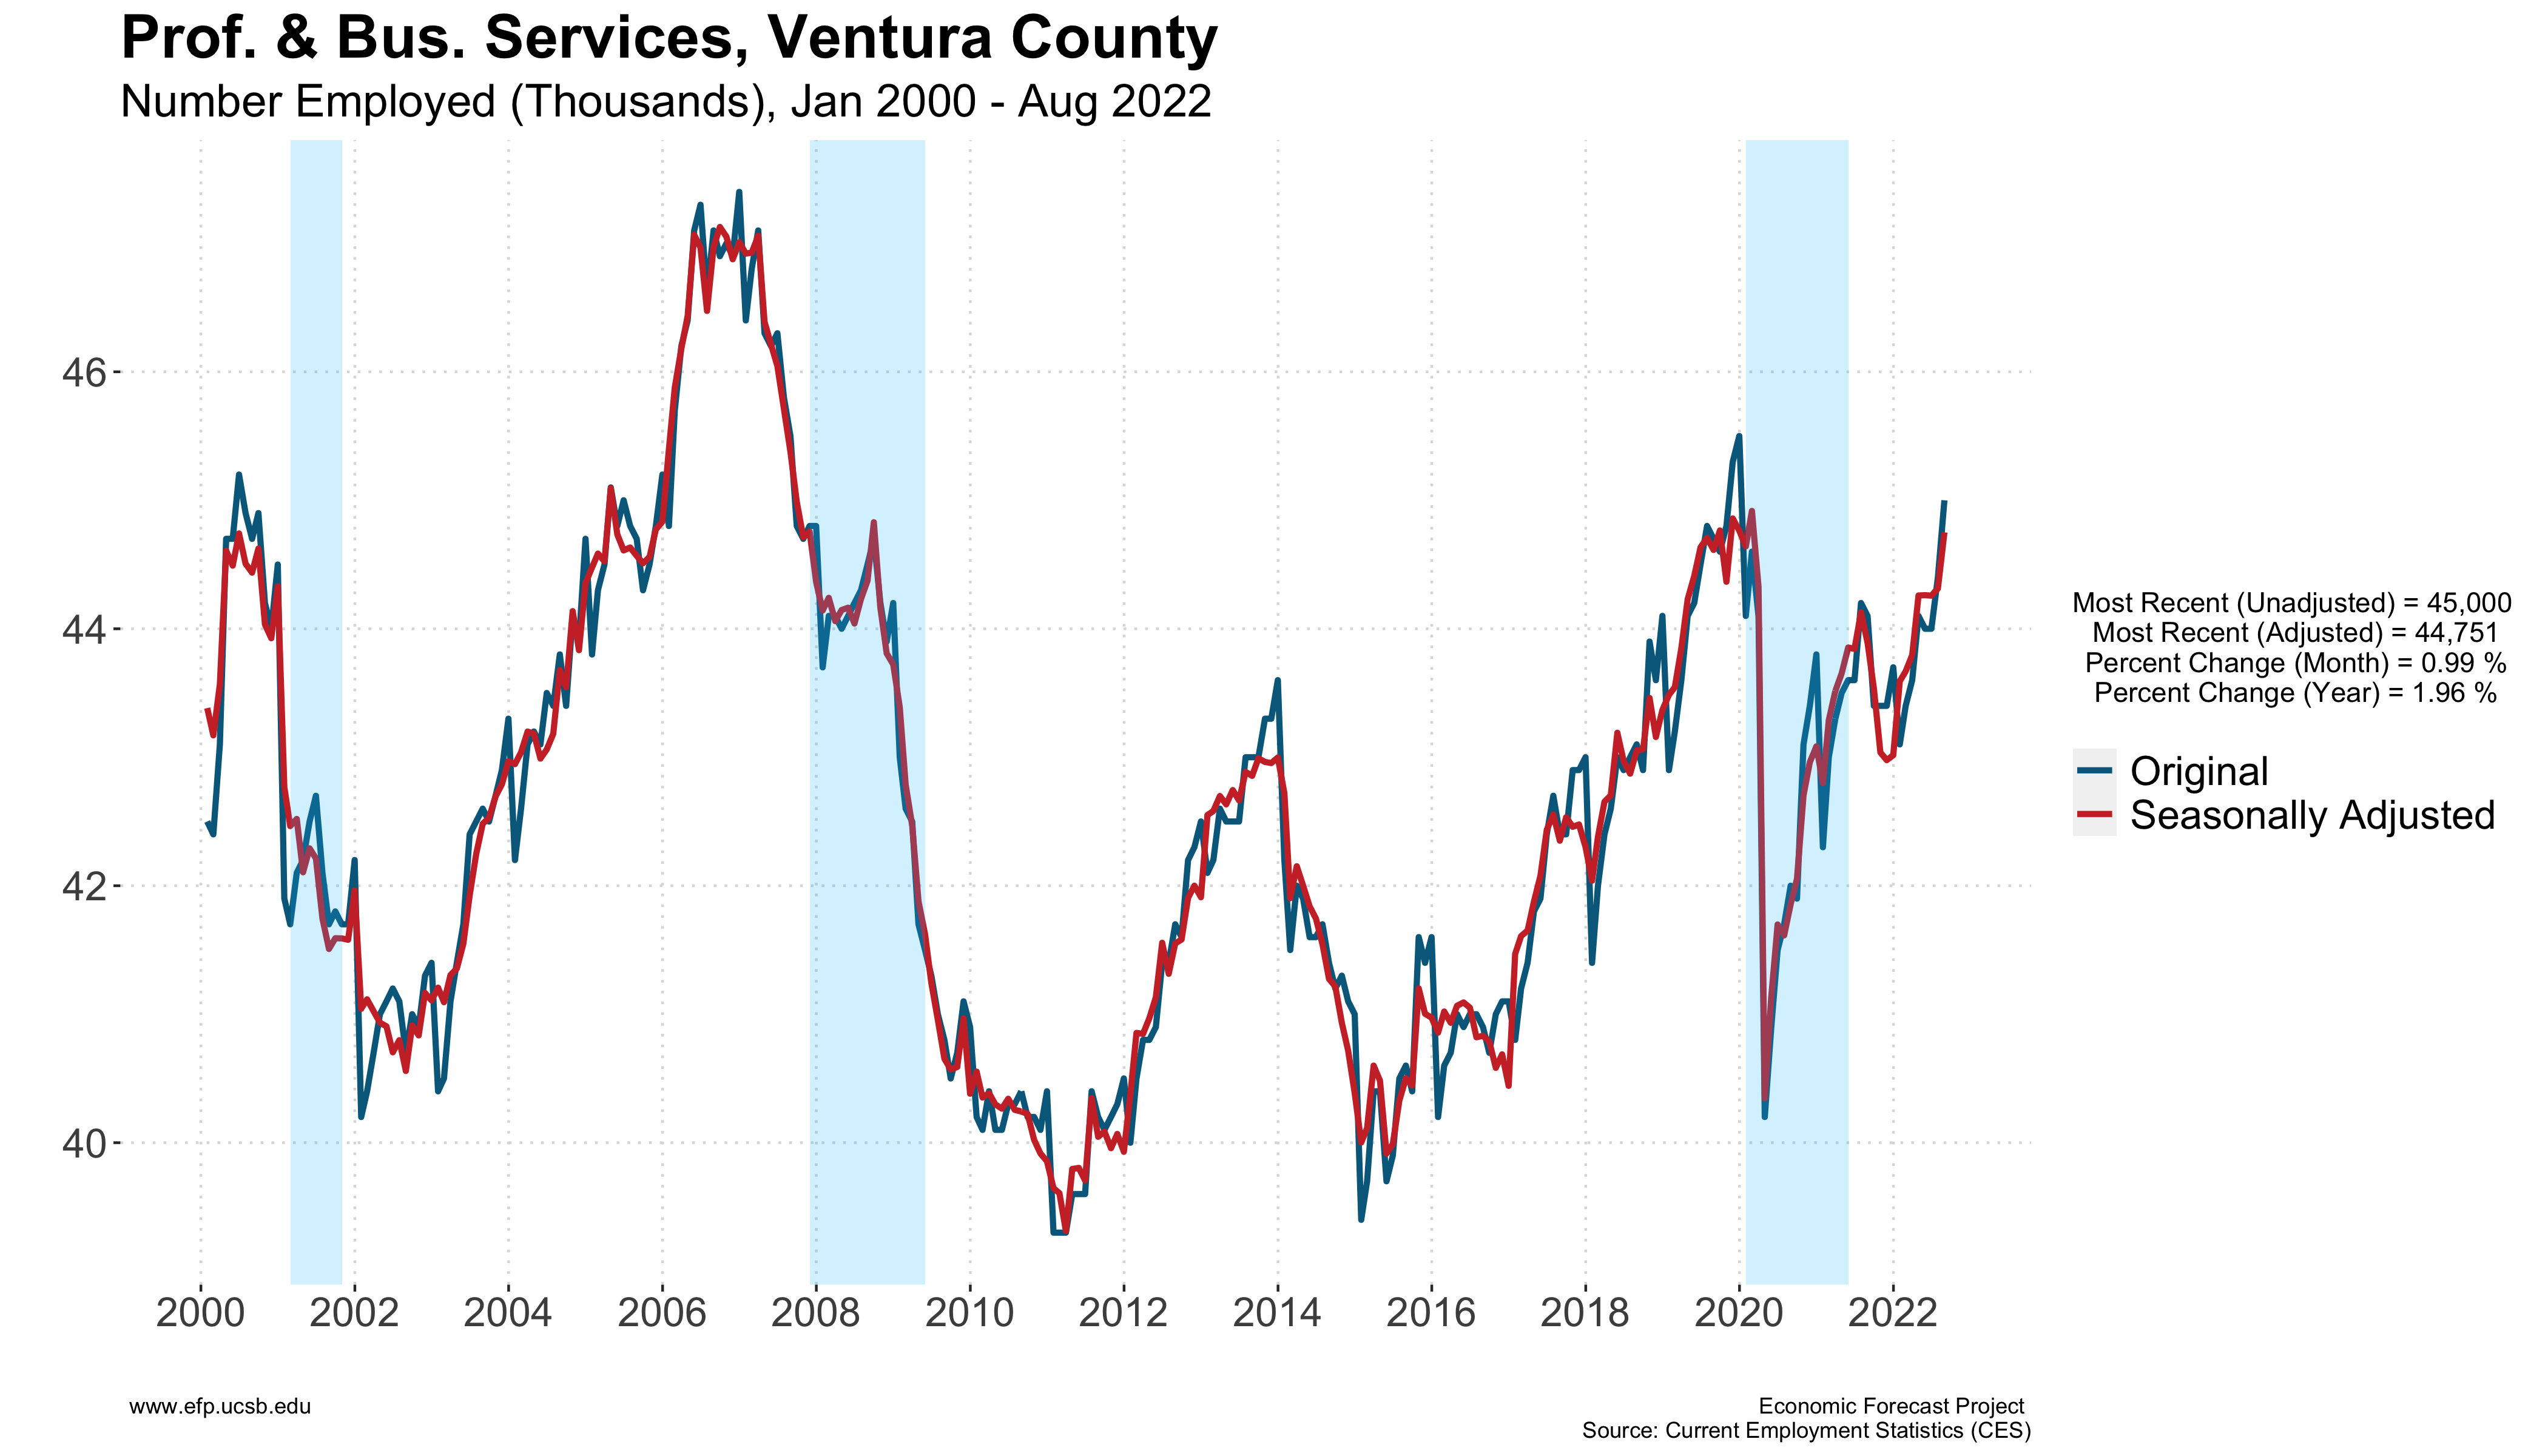 Prof. & Bus. Services, Ventura County
Number Employed (Thousands), Jan 2000 - Aug 2022
46
44
42
40
2000 2002 2004 2006 2008 2010 2012 2014 2016 2018 2020 2022
Most Recent (Unadjusted) = 45,000
Most Recent (Adjusted) = 44,751
Percent Change (Month) = 0.99 %
Percent Change (Year) = 1.96 %
Original
Seasonally Adjusted
www.efp.ucsb.edu
Economic Forecast Project
Source: Current Employment Statistics (CES)